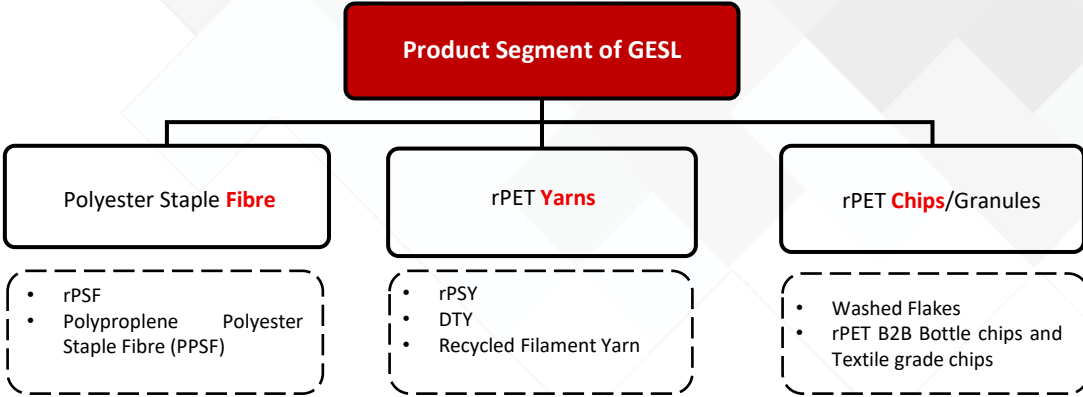 Product Segment of GESL
Polyester Staple Fibre
rPET Yarns
rPET Chips/Granules
• rPSF
• Polyproplene Polyester
Staple Fibre (PPSF)
• rPSY
• DTY
• Recycled Filament Yarn
• Washed Flakes
• rPET B2B Bottle chips and
Textile grade chips